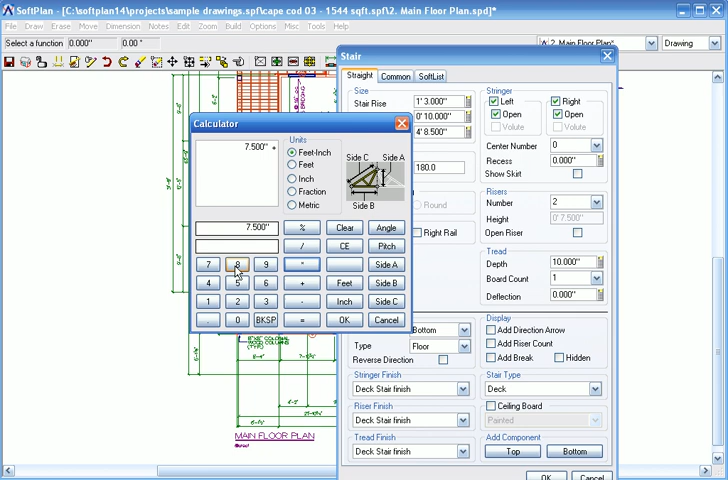 SoftPlan - [C:\softplan14\projects\sample drawings.spf\cape cod 03 - 1544 sqft.spf\2. Main Floor Plan.spd]*
File Draw Erase Move Dimension Notes Edit Zoom Build Options Misc Tools Help
Select a function 0.000" 0.00 °
2. Main Floor Plan* Drawing
Stair
Straight Common SoftList
Size
Stair Rise 1' 3.000"
0' 10.000"
4' 8.500"
180.0
Round
Right Rail
Bottom
Type Floor
Reverse Direction
Stringer Finish
Deck Stair finish
Riser Finish
Deck Stair finish
Tread Finish
Deck Stair finish
Stringer
Left Right
Open Open
Volute Volute
Center Number 0
Recess 0.000"
Show Skirt
Risers
Number 2
Height 0' 7.500"
Open Riser
Tread
Depth 10.000"
Board Count 1
Deflection 0.000"
Display
Add Direction Arrow
Add Riser Count
Add Break Hidden
Stair Type
Deck
Ceiling Board
Painted
Add Component
Top Bottom
OK Cancel
Calculator
7.500" +
Units
Feet-Inch
Feet
Inch
Fraction
Metric
Side C Side A
Side B
7.500"
% Clear Angle
/ CE Pitch
7 8 9 * Side A
4 5 6 + Feet Side B
1 2 3 - Inch Side C
. 0 BKSP = OK Cancel
MAIN FLOOR PLAN